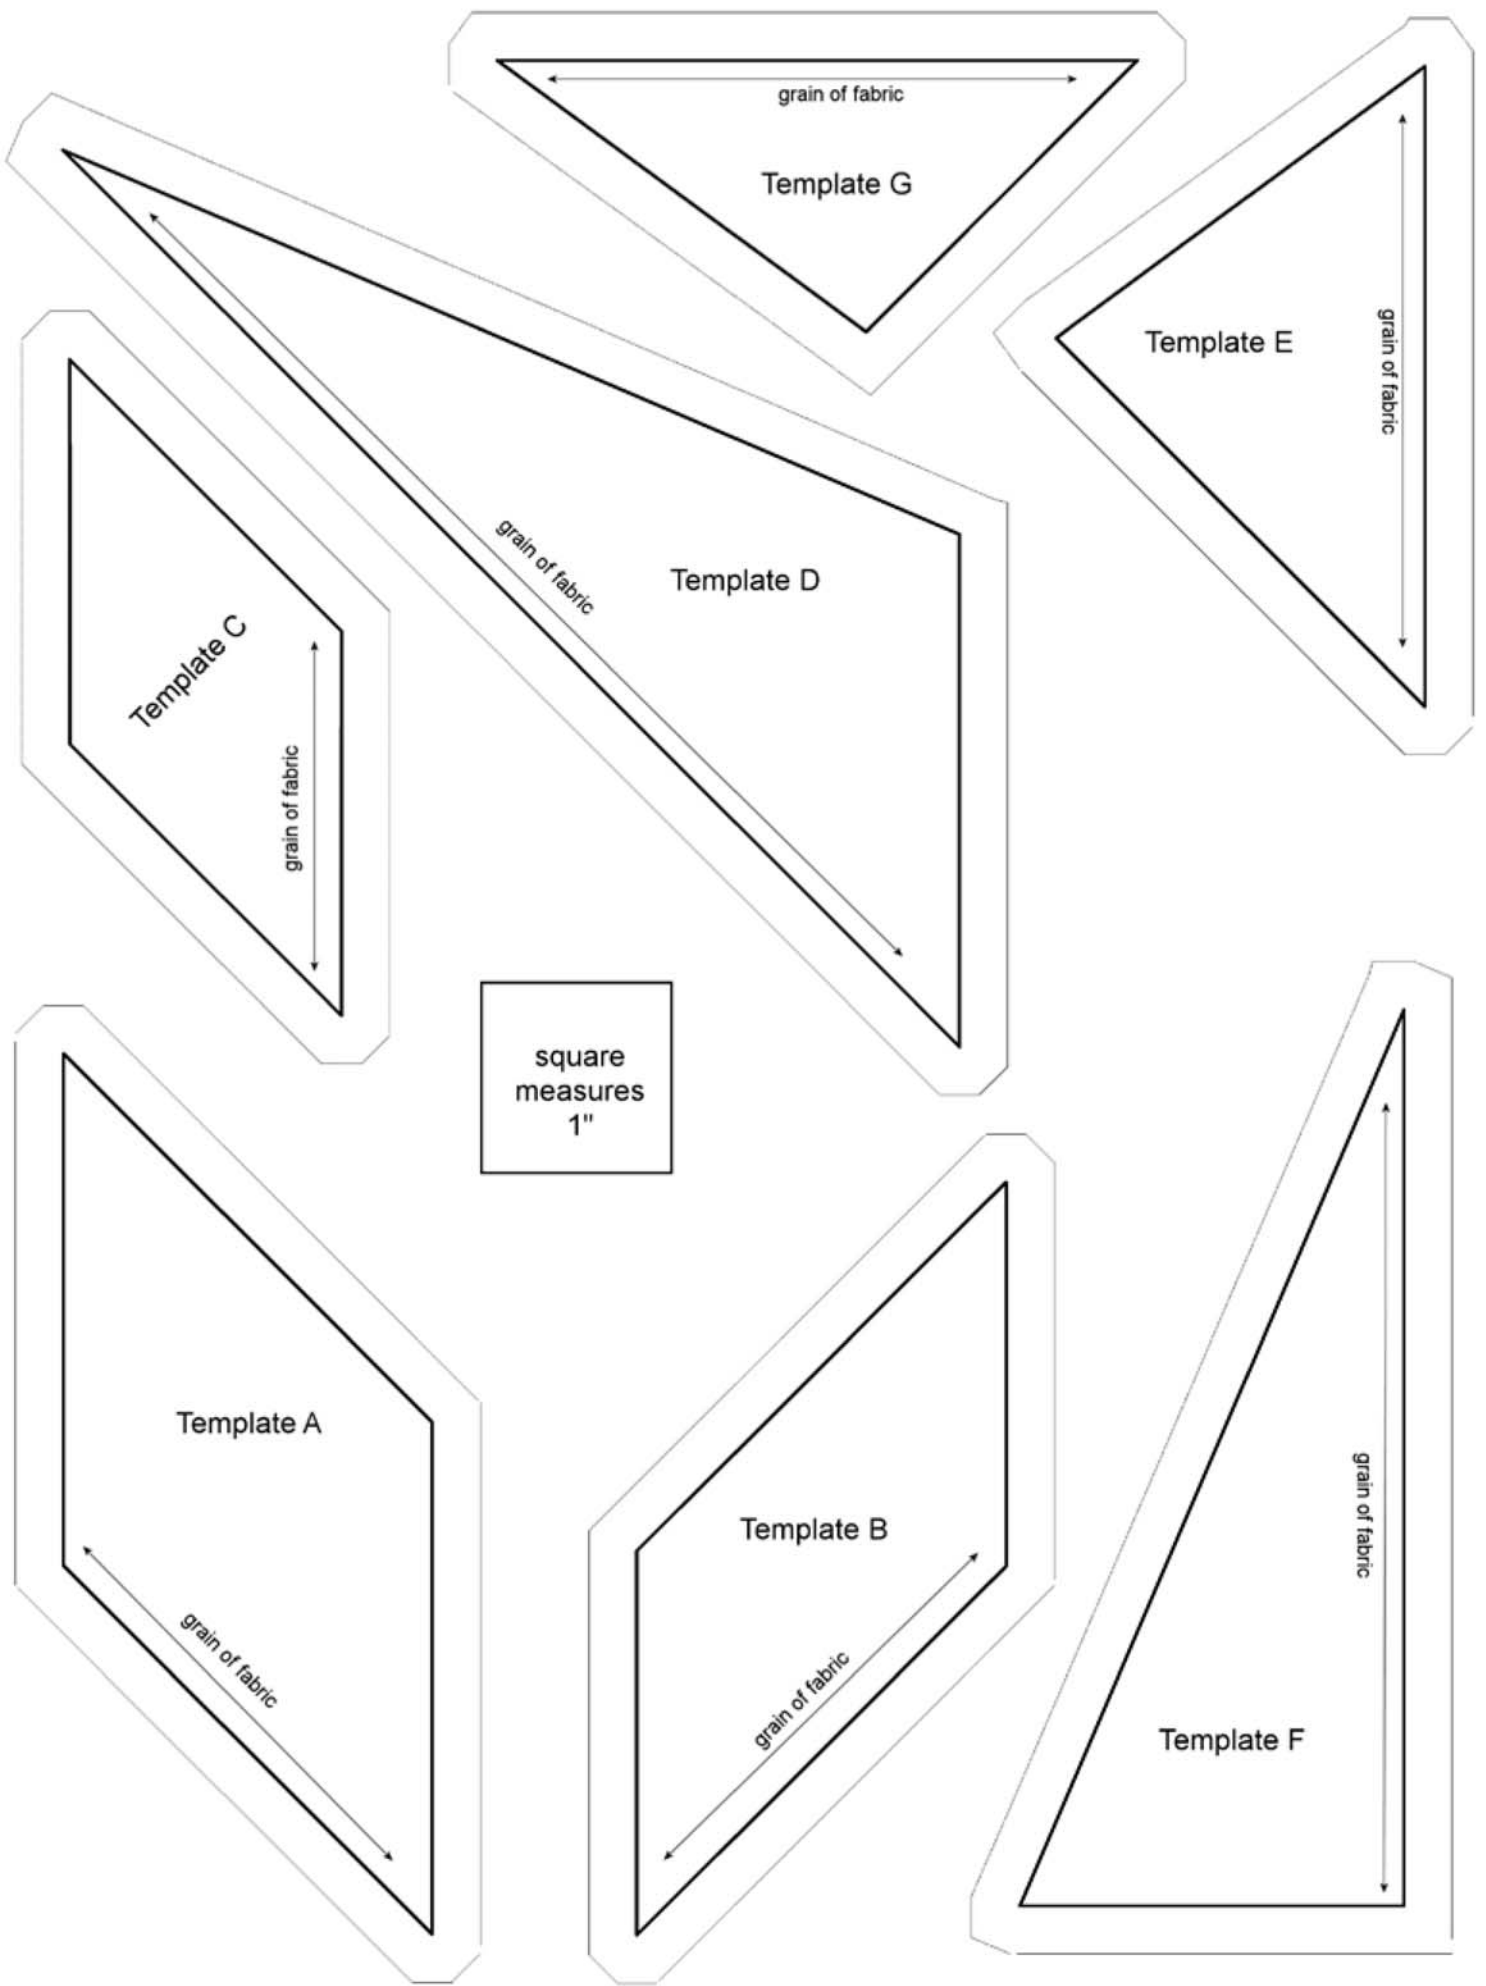 grain of fabric
Template G
Template E
grain of fabric
grain of fabric
Template D
Template C
grain of fabric
square
measures
1"
Template A
grain of fabric
Template B
grain of fabric
grain of fabric
Template F